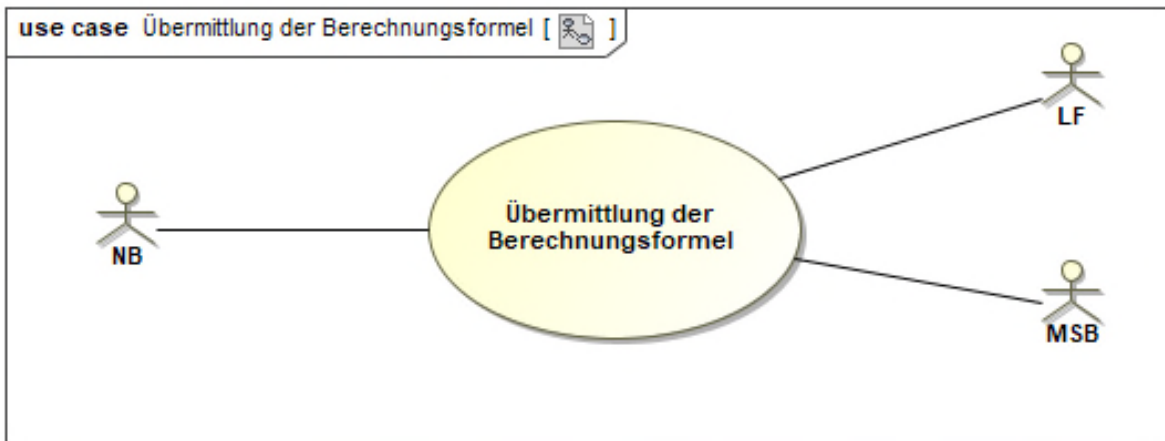 use case Übermittlung der Berechnungsformel [ ]
LF
Übermittlung der
Berechnungsformel
NB
MSB